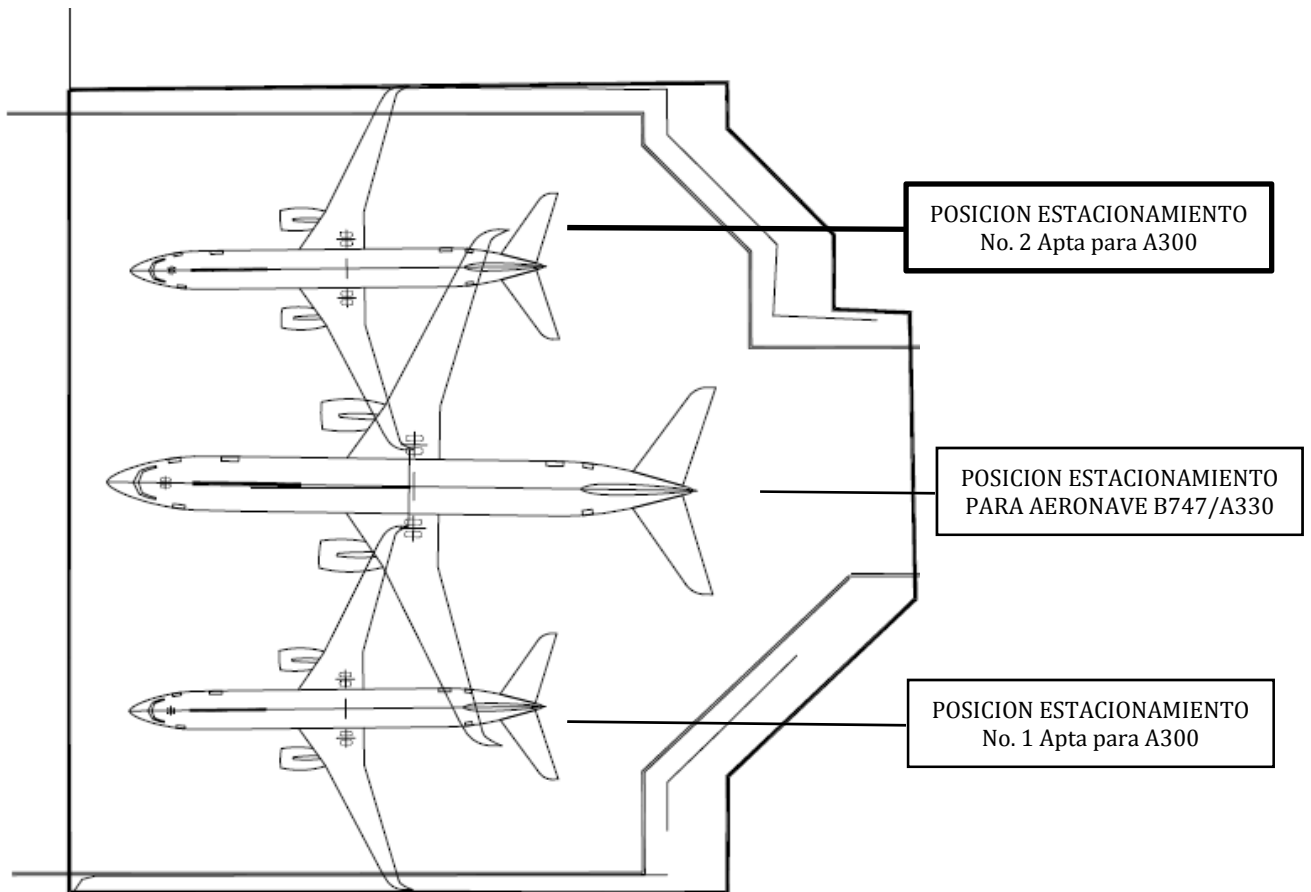 POSICION ESTACIONAMIENTO
No. 2 Apta para A300
POSICION ESTACIONAMIENTO
PARA AERONAVE B747/A330
POSICION ESTACIONAMIENTO
No. 1 Apta para A300